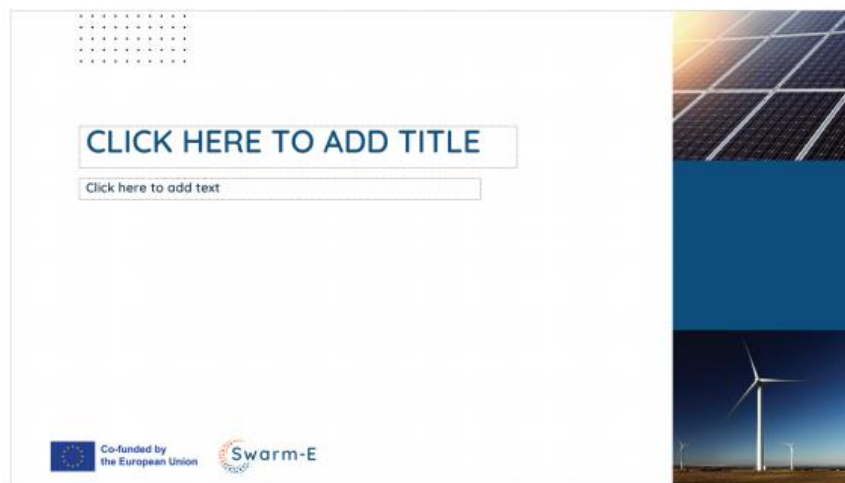 CLICK HERE TO ADD TITLE
Click here to add text
Co-funded by
the European Union
Swarm-E